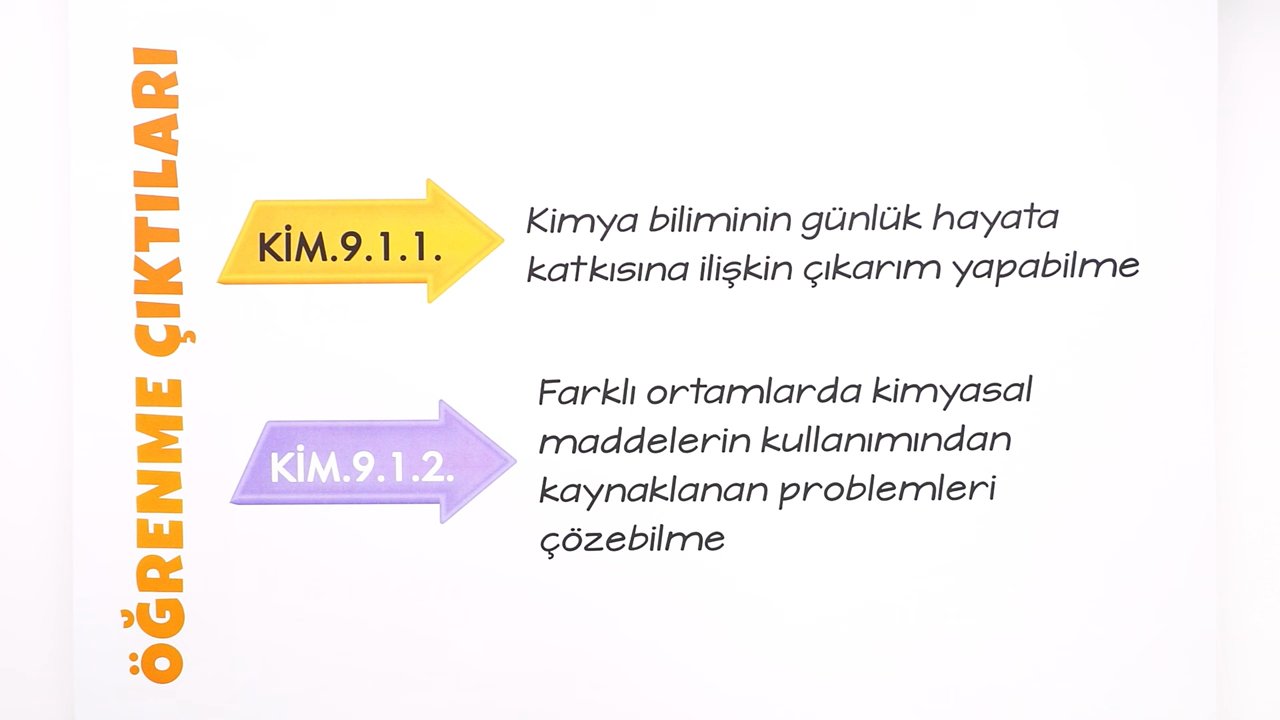 ÖĞRENME ÇIKTILARI
KİM.9.1.1.
Kimya biliminin günlük hayata
katkısına ilişkin çıkarım yapabilme
KİM.9.1.2.
Farklı ortamlarda kimyasal
maddelerin kullanımından
kaynaklanan problemleri
çözebilme